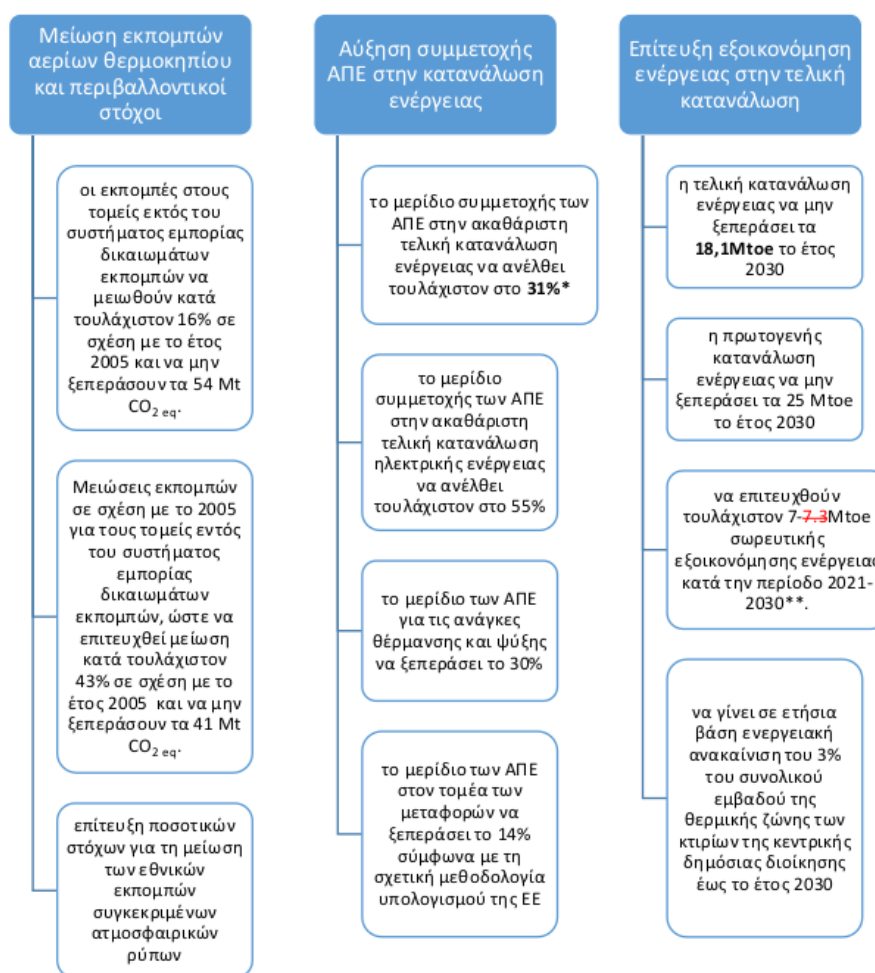 Μείωση εκπομπών
αερίων θερμοκηπίου
και περιβαλλοντικοί
στόχοι
οι εκπομπές στους
τομείς εκτός του
συστήματος εμπορίας
δικαιωμάτων
εκπομπών να
μειωθούν κατά
τουλάχιστον 16% σε
σχέση με το έτος
2005 και να μην
ξεπεράσουν τα 54 Mt
CO2 eq.
Μειώσεις εκπομπών
σε σχέση με το 2005
για τους τομείς εντός
του συστήματος
εμπορίας
δικαιωμάτων
εκπομπών, ώστε να
επιτευχθεί μείωση
κατά τουλάχιστον
43% σε σχέση με το
έτος 2005 και να μην
ξεπεράσουν τα 41 Mt
CO2 eq.
επίτευξη ποσοτικών
στόχων για τη μείωση
των εθνικών
εκπομπών
συγκεκριμένων
ατμοσφαιρικών
ρύπων
Αύξηση συμμετοχής
ΑΠΕ στην κατανάλωση
ενέργειας
το μερίδιο συμμετοχής των
ΑΠΕ στην ακαθάριστη
τελική κατανάλωση
ενέργειας να ανέλθει
τουλάχιστον στο 31%*
το μερίδιο
συμμετοχής των ΑΠΕ
στην ακαθάριστη
τελική κατανάλωση
ηλεκτρικής ενέργειας
να ανέλθει
τουλάχιστον στο 55%
το μερίδιο των ΑΠΕ
για τις ανάγκες
θέρμανσης και ψύξης
να ξεπεράσει το 30%
το μερίδιο των ΑΠΕ
στον τομέα των
μεταφορών να
ξεπεράσει το 14%
σύμφωνα με τη
σχετική μεθοδολογία
υπολογισμού της ΕΕ
Επίτευξη εξοικονόμηση
ενέργειας στην τελική
κατανάλωση
η τελική κατανάλωση
ενέργειας να μην
ξεπεράσει τα
18,1Mtoe το έτος
2030
η πρωτογενής
κατανάλωση
ενέργειας να μην
ξεπεράσει τα 25 Mtoe
το έτος 2030
να επιτευχθούν
τουλάχιστον 7-7.3Mtoe
σωρευτικής
εξοικονόμησης ενέργειας
κατά την περίοδο 2021-
2030**.
να γίνει σε ετήσια
βάση ενεργειακή
ανακαίνιση του 3%
του συνολικού
εμβαδού της
θερμικής ζώνης των
κτιρίων της κεντρικής
δημόσιας διοίκησης
έως το έτος 2030